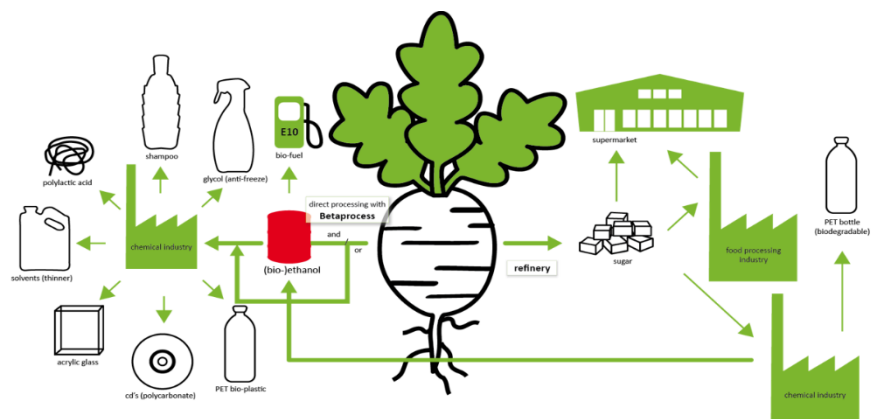 shampoo
polylactic acid
glycol (anti-freeze)
E10
bio-fuel
solvents (thinner)
chemical industry
acrylic glass
cd's (polycarbonate)
PET bio-plastic
direct processing with
Betaprocess
and
or
(bio-)ethanol
refinery
sugar
supermarket
food processing
industry
PET bottle
(biodegradable)
chemical industry